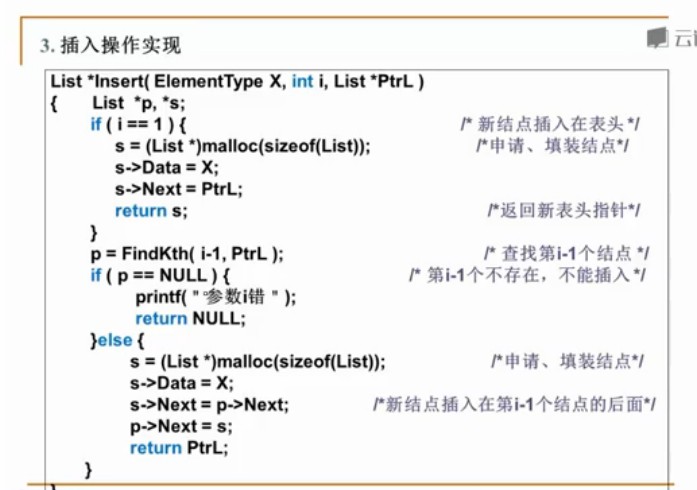 3. 插入操作实现
云
List *Insert( ElementType X, int i, List *PtrL )
{ List *p, *s;
if ( i == 1 ) { /* 新结点插入在表头*/
s = (List *)malloc(sizeof(List)); /*申请、填装结点*/
s->Data = X;
s->Next = PtrL;
return s; /*返回新表头指针*/
}
p = FindKth( i-1, PtrL ); /* 查找第i-1个结点 */
if ( p == NULL ) { /* 第i-1个不存在，不能插入 */
printf( " 参数i错 " );
return NULL;
}else {
s = (List *)malloc(sizeof(List)); /*申请、填装结点*/
s->Data = X;
s->Next = p->Next; /*新结点插入在第i-1个结点的后面*/
p->Next = s;
return PtrL;
}